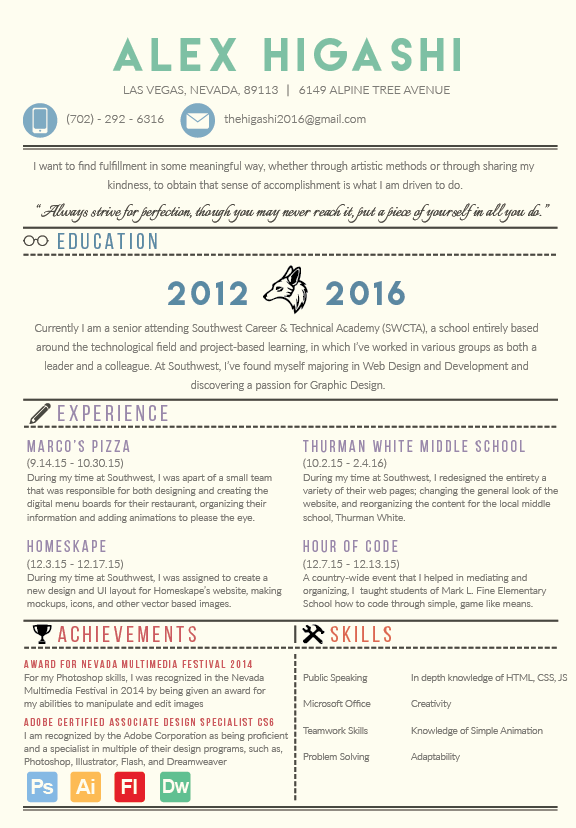 ALEX HIGASHI
LAS VEGAS, NEVADA, 89113 | 6149 ALPINE TREE AVENUE
(702) - 292 - 6316 thehigashi2016@gmail.com
I want to find fulfillment in some meaningful way, whether through artistic methods or through sharing my
kindness, to obtain that sense of accomplishment is what I am driven to do.
“Always strive for perfection, though you may never reach it, put a piece of yourself in all you do.”
EDUCATION
2012 2016
Currently I am a senior attending Southwest Career & Technical Academy (SWCTA), a school entirely based
around the technological field and project-based learning, in which I've worked in various groups as both a
leader and a colleague. At Southwest, I've found myself majoring in Web Design and Development and
discovering a passion for Graphic Design.
EXPERIENCE
MARCO'S PIZZA
(9.14.15 - 10.30.15)
During my time at Southwest, I was apart of a small team
that was responsible for both designing and creating the
digital menu boards for their restaurant, organizing their
information and adding animations to please the eye.
THURMAN WHITE MIDDLE SCHOOL
(10.2.15 - 2.4.16)
During my time at Southwest, I redesigned the entirety a
variety of their web pages; changing the general look of the
website, and reorganizing the content for the local middle
school, Thurman White.
HOMESKAPE
(12.3.15 - 12.17.15)
During my time at Southwest, I was assigned to create a
new design and UI layout for Homeskape's website, making
mockups, icons, and other vector based images.
HOUR OF CODE
(12.7.15 - 12.13.15)
A country-wide event that I helped in mediating and
organizing, I taught students of Mark L. Fine Elementary
School how to code through simple, game like means.
ACHIEVEMENTS
AWARD FOR NEVADA MULTIMEDIA FESTIVAL 2014
For my Photoshop skills, I was recognized in the Nevada
Multimedia Festival in 2014 by being given an award for
my abilities to manipulate and edit images
ADOBE CERTIFIED ASSOCIATE DESIGN SPECIALIST CS6
I am recognized by the Adobe Corporation as being proficient
and a specialist in multiple of their design programs, such as,
Photoshop, Illustrator, Flash, and Dreamweaver
Ps Ai Fl Dw
SKILLS
Public Speaking In depth knowledge of HTML, CSS, JS
Microsoft Office Creativity
Teamwork Skills Knowledge of Simple Animation
Problem Solving Adaptability